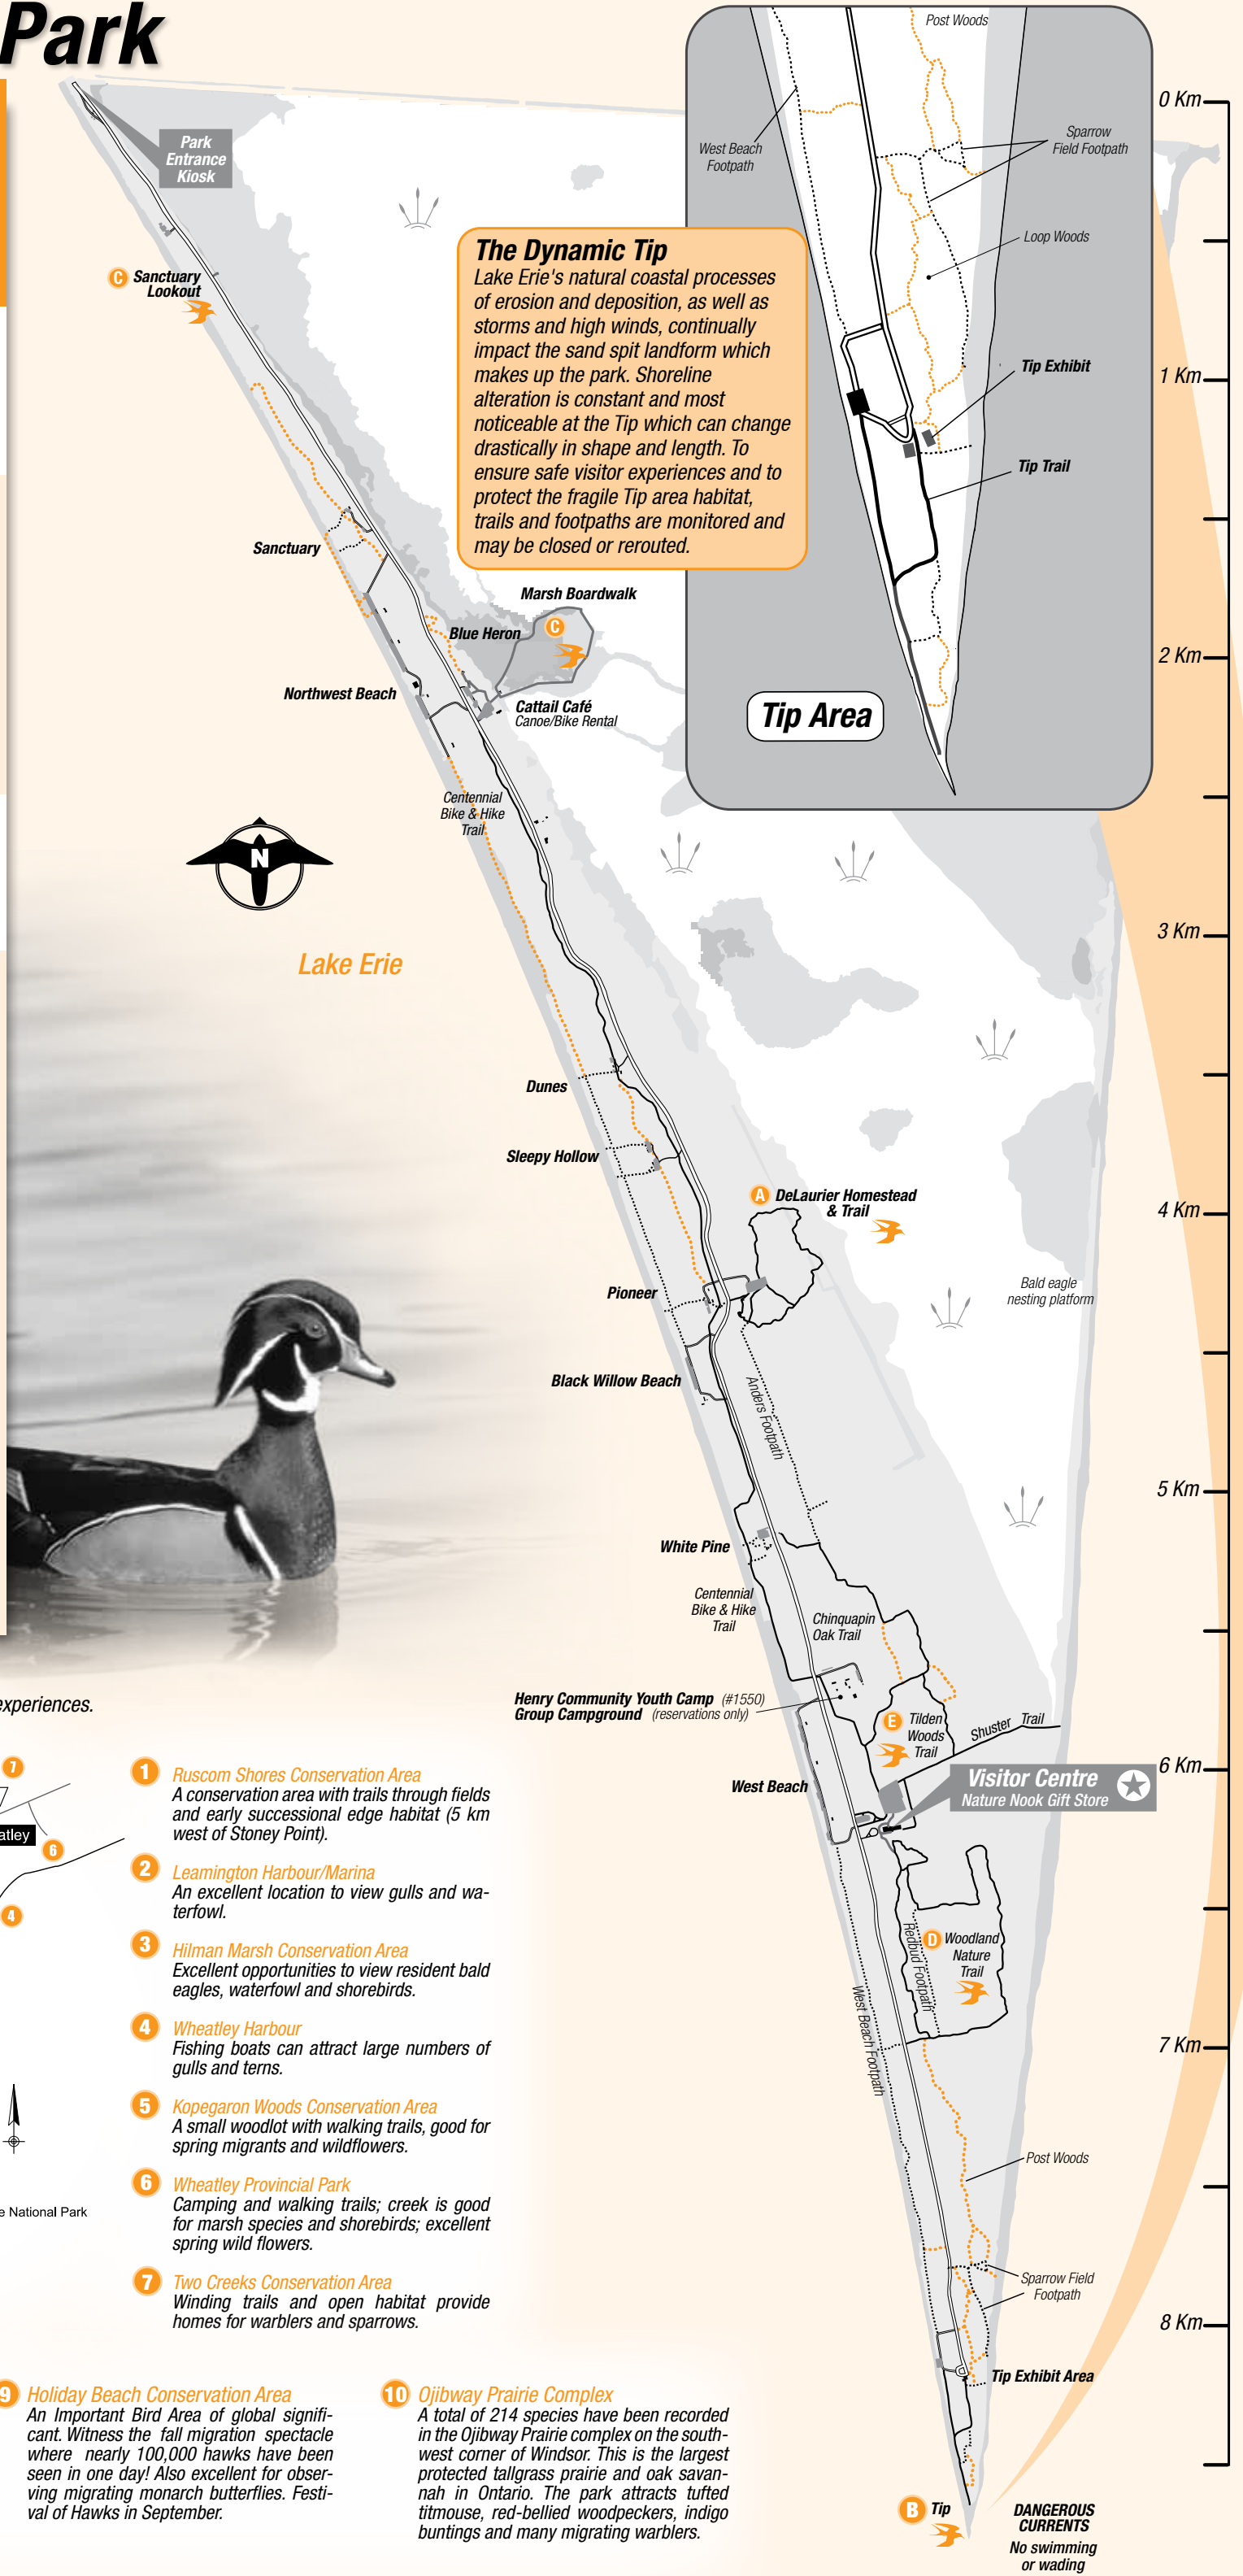 Park
Park
Entrance
Kiosk
C Sanctuary
Lookout
The Dynamic Tip
Lake Erie's natural coastal processes
of erosion and deposition, as well as
storms and high winds, continually
impact the sand spit landform which
makes up the park. Shoreline
alteration is constant and most
noticeable at the Tip which can change
drastically in shape and length. To
ensure safe visitor experiences and to
protect the fragile Tip area habitat,
trails and footpaths are monitored and
may be closed or rerouted.
Post Woods
West Beach
Footpath
Sparrow
Field Footpath
Loop Woods
Tip Exhibit
Tip Trail
Tip Area
0 Km
1 Km
2 Km
3 Km
4 Km
5 Km
6 Km
7 Km
8 Km
Sanctuary
Marsh Boardwalk
Blue Heron
C
Northwest Beach
Cattail Café
Canoe/Bike Rental
Centennial
Bike & Hike
Trail
N
Lake Erie
Dunes
Sleepy Hollow
A DeLaurier Homestead
& Trail
Pioneer
Bald eagle
nesting platform
Black Willow Beach
Anders Footpath
White Pine
Centennial
Bike & Hike
Trail
Chinquapin
Oak Trail
Henry Community Youth Camp (#1550)
Group Campground (reservations only)
E Tilden
Woods
Trail
Shuster Trail
West Beach
Visitor Centre
Nature Nook Gift Store
Redbud Footpath
D Woodland
Nature
Trail
West Beach Footpath
Post Woods
Sparrow Field
Footpath
Tip Exhibit Area
B Tip
DANGEROUS
CURRENTS
No swimming
or wading
experiences.
7
atley
6
4
e National Park
1 Ruscom Shores Conservation Area
A conservation area with trails through fields
and early successional edge habitat (5 km
west of Stoney Point).
2 Leamington Harbour/Marina
An excellent location to view gulls and wa-
terfowl.
3 Hilman Marsh Conservation Area
Excellent opportunities to view resident bald
eagles, waterfowl and shorebirds.
4 Wheatley Harbour
Fishing boats can attract large numbers of
gulls and terns.
5 Kopegaron Woods Conservation Area
A small woodlot with walking trails, good for
spring migrants and wildflowers.
6 Wheatley Provincial Park
Camping and walking trails; creek is good
for marsh species and shorebirds; excellent
spring wild flowers.
7 Two Creeks Conservation Area
Winding trails and open habitat provide
homes for warblers and sparrows.
9 Holiday Beach Conservation Area
An Important Bird Area of global signifi-
cant. Witness the fall migration spectacle
where nearly 100,000 hawks have been
seen in one day! Also excellent for obser-
ving migrating monarch butterflies. Festi-
val of Hawks in September.
10 Ojibway Prairie Complex
A total of 214 species have been recorded
in the Ojibway Prairie complex on the south-
west corner of Windsor. This is the largest
protected tallgrass prairie and oak savan-
nah in Ontario. The park attracts tufted
titmouse, red-bellied woodpeckers, indigo
buntings and many migrating warblers.